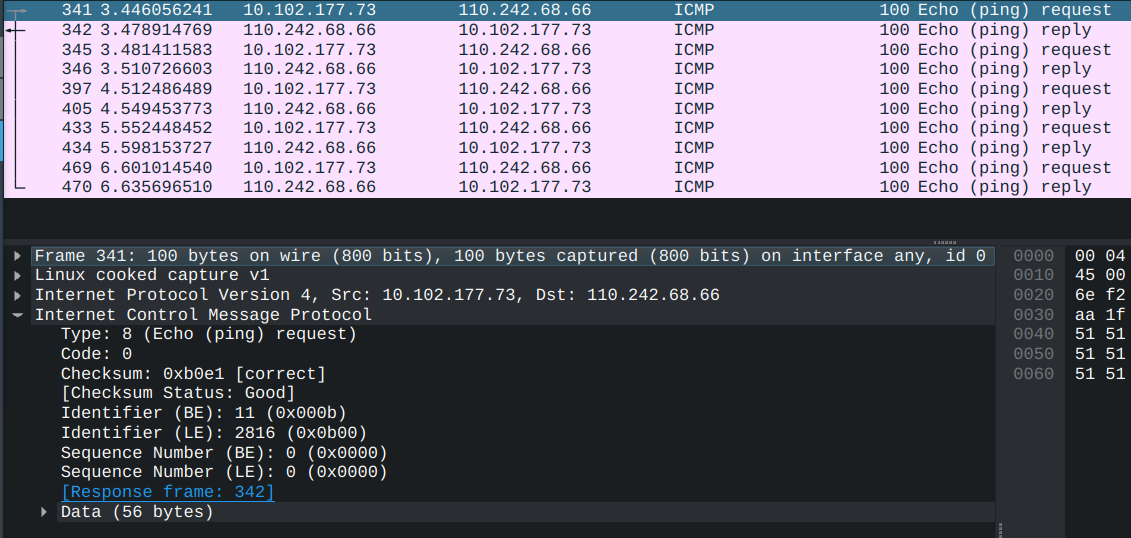 341 3.446056241 10.102.177.73 110.242.68.66 ICMP 100 Echo (ping) request
342 3.478914769 110.242.68.66 10.102.177.73 ICMP 100 Echo (ping) reply
345 3.481411583 10.102.177.73 110.242.68.66 ICMP 100 Echo (ping) request
346 3.510726603 110.242.68.66 10.102.177.73 ICMP 100 Echo (ping) reply
397 4.512486489 10.102.177.73 110.242.68.66 ICMP 100 Echo (ping) request
405 4.549453773 110.242.68.66 10.102.177.73 ICMP 100 Echo (ping) reply
433 5.552448452 10.102.177.73 110.242.68.66 ICMP 100 Echo (ping) request
434 5.598153727 110.242.68.66 10.102.177.73 ICMP 100 Echo (ping) reply
469 6.601014540 10.102.177.73 110.242.68.66 ICMP 100 Echo (ping) request
470 6.635696510 110.242.68.66 10.102.177.73 ICMP 100 Echo (ping) reply
Frame 341: 100 bytes on wire (800 bits), 100 bytes captured (800 bits) on interface any, id 0
Linux cooked capture v1
Internet Protocol Version 4, Src: 10.102.177.73, Dst: 110.242.68.66
Internet Control Message Protocol
Type: 8 (Echo (ping) request)
Code: 0
Checksum: 0xb0e1 [correct]
[Checksum Status: Good]
Identifier (BE): 11 (0x000b)
Identifier (LE): 2816 (0x0b00)
Sequence Number (BE): 0 (0x0000)
Sequence Number (LE): 0 (0x0000)
[Response frame: 342]
Data (56 bytes)
0000 00 04
0010 45 00
0020 6e f2
0030 aa 1f
0040 51 51
0050 51 51
0060 51 51